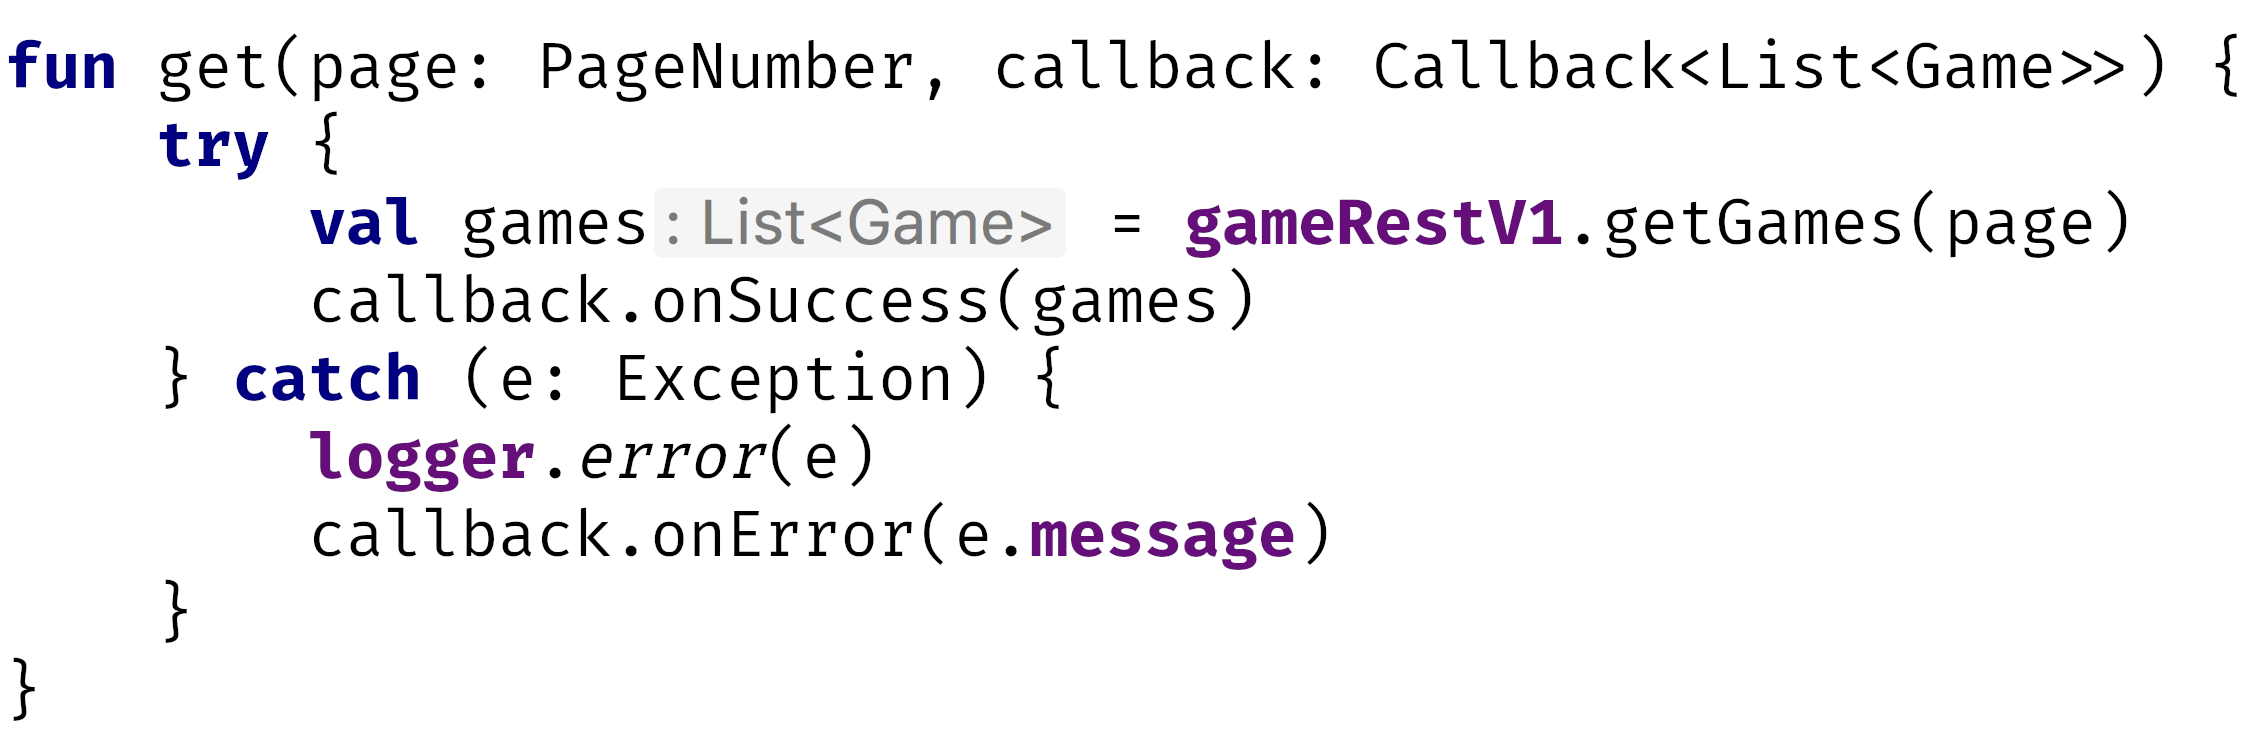 fun get(page: PageNumber, callback: Callback<List<Game>>) {
    try {
        val games: List<Game> = gameRestV1.getGames(page)
        callback.onSuccess(games)
    } catch (e: Exception) {
        logger.error(e)
        callback.onError(e.message)
    }
}